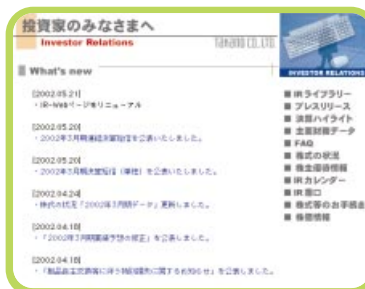 投資家のみなさまへ
Investor Relations
Takano CO.,LTD.
INVESTOR RELATIONS
What's new
[2002.05.21]
・IR-Webページをリニューアル
[2002.05.20]
・2002年3月期連結決算短信を公表いたしました。
[2002.05.20]
・2002年3月期決算短信(単独)を公表いたしました。
[2002.04.24]
・株式の状況「2002年3月期データ」更新しました。
[2002.04.18]
・「2002年3月期業績予想の修正」を公表しました。
[2002.04.18]
を公表しました。
IRライブラリー
プレスリリース
決算ハイライト
主要財務データ
FAQ
株式の状況
株主優待情報
IRカレンダー
IR窓口
株式等のお手続き
株価情報